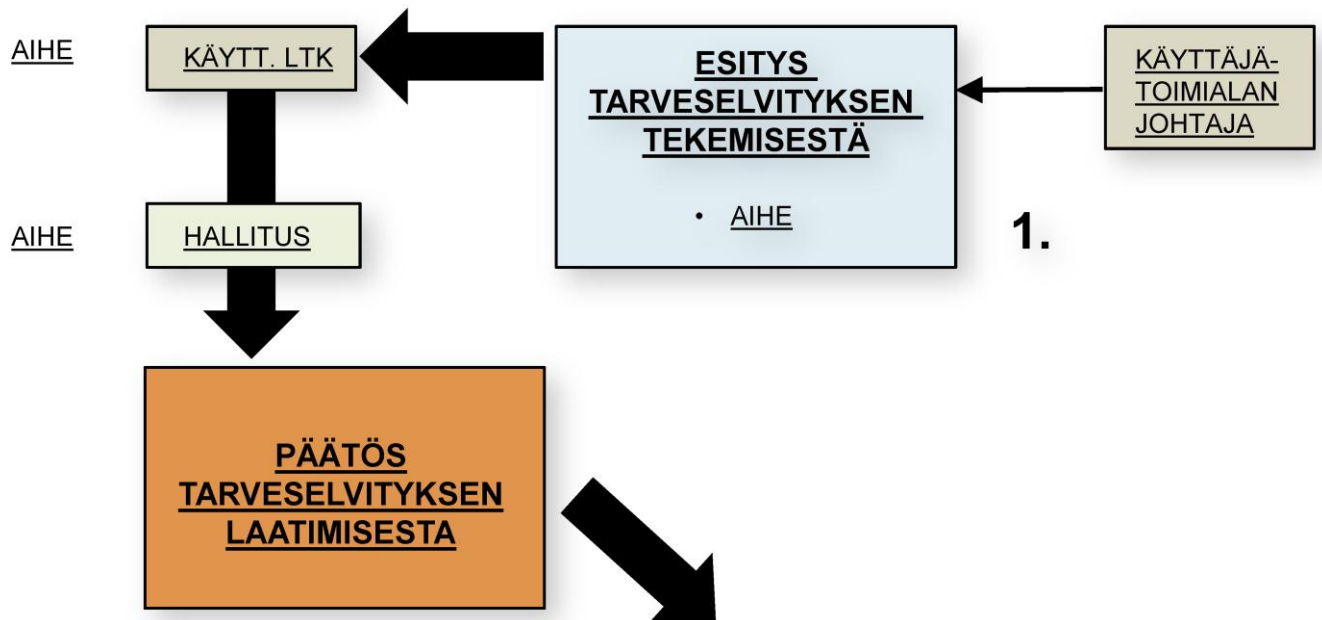 AIHE
KÄYTT. LTK
ESITYS
TARVESELVITYKSEN
TEKEMISESTÄ
• AIHE
KÄYTTÄJÄ-
TOIMIALAN
JOHTAJA
1.
AIHE
HALLITUS
PÄÄTÖS
TARVESELVITYKSEN
LAATIMISESTA